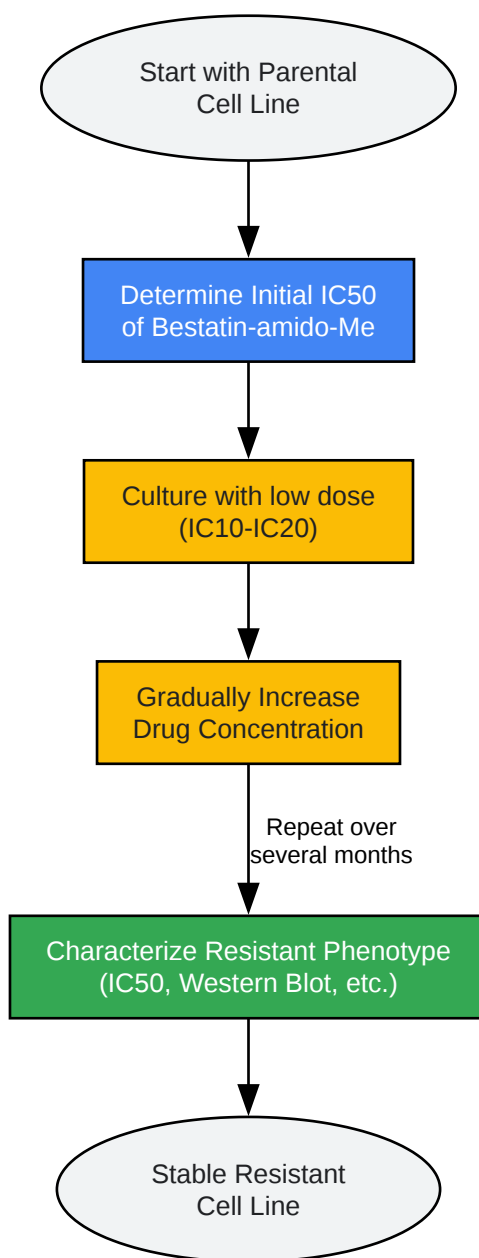 Start with Parental
Cell Line
Determine Initial IC50
of Bestatin-amido-Me
Culture with low dose
(IC10-IC20)
Gradually Increase
Drug Concentration
Repeat over
several months
Characterize Resistant Phenotype
(IC50, Western Blot, etc.)
Stable Resistant
Cell Line